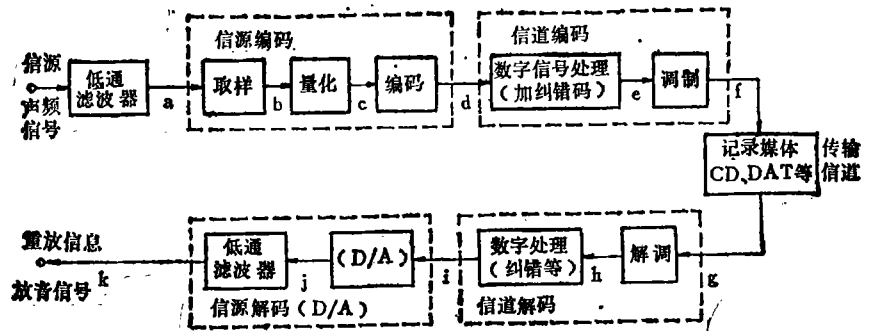 信源编码
信道编码
信源
声频
信号
低通
滤波器
a
取样
b
量化
c
编码
d
数字信号处理
(加纠错码)
e
调制
f
记录媒体
CD、DAT等
传输
信道
重放信息
k
放音信号
低通
滤波器
j
(D/A)
i
数字处理
(纠错等)
h
解调
g
信源解码(D/A)
信道解码